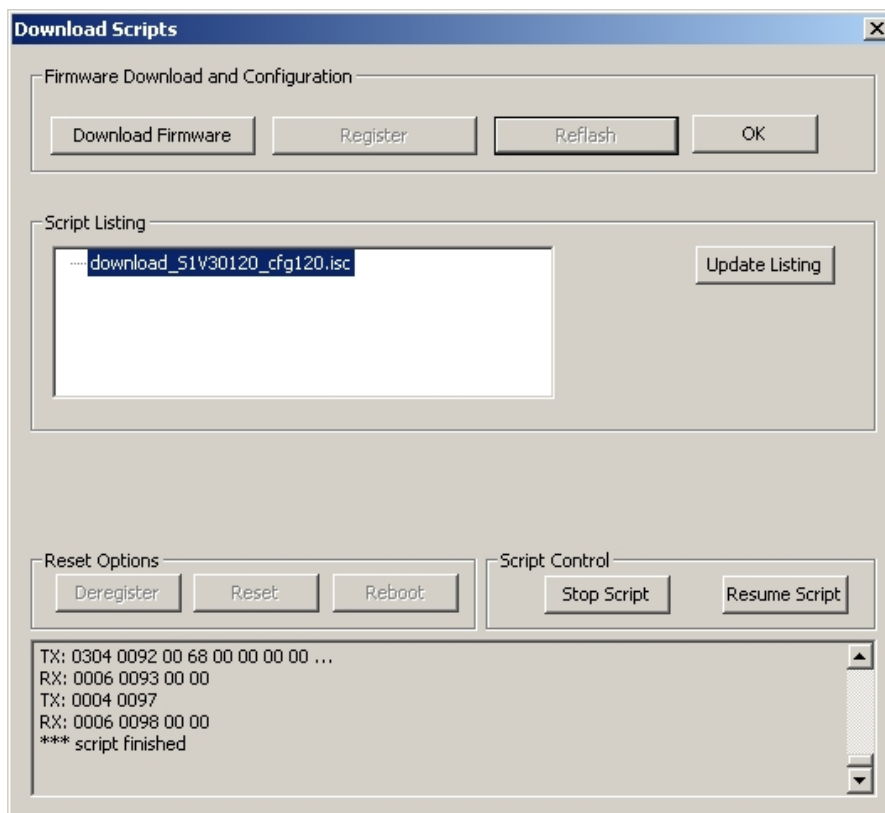 Download Scripts
Firmware Download and Configuration
Download Firmware
Register
Reflash
OK
Script Listing
download_S1V30120_cfg120.isc
Update Listing
Reset Options
Deregister
Reset
Reboot
Script Control
Stop Script
Resume Script
TX: 0304 0092 00 68 00 00 00 00 ...
RX: 0006 0093 00 00
TX: 0004 0097
RX: 0006 0098 00 00
*** script finished